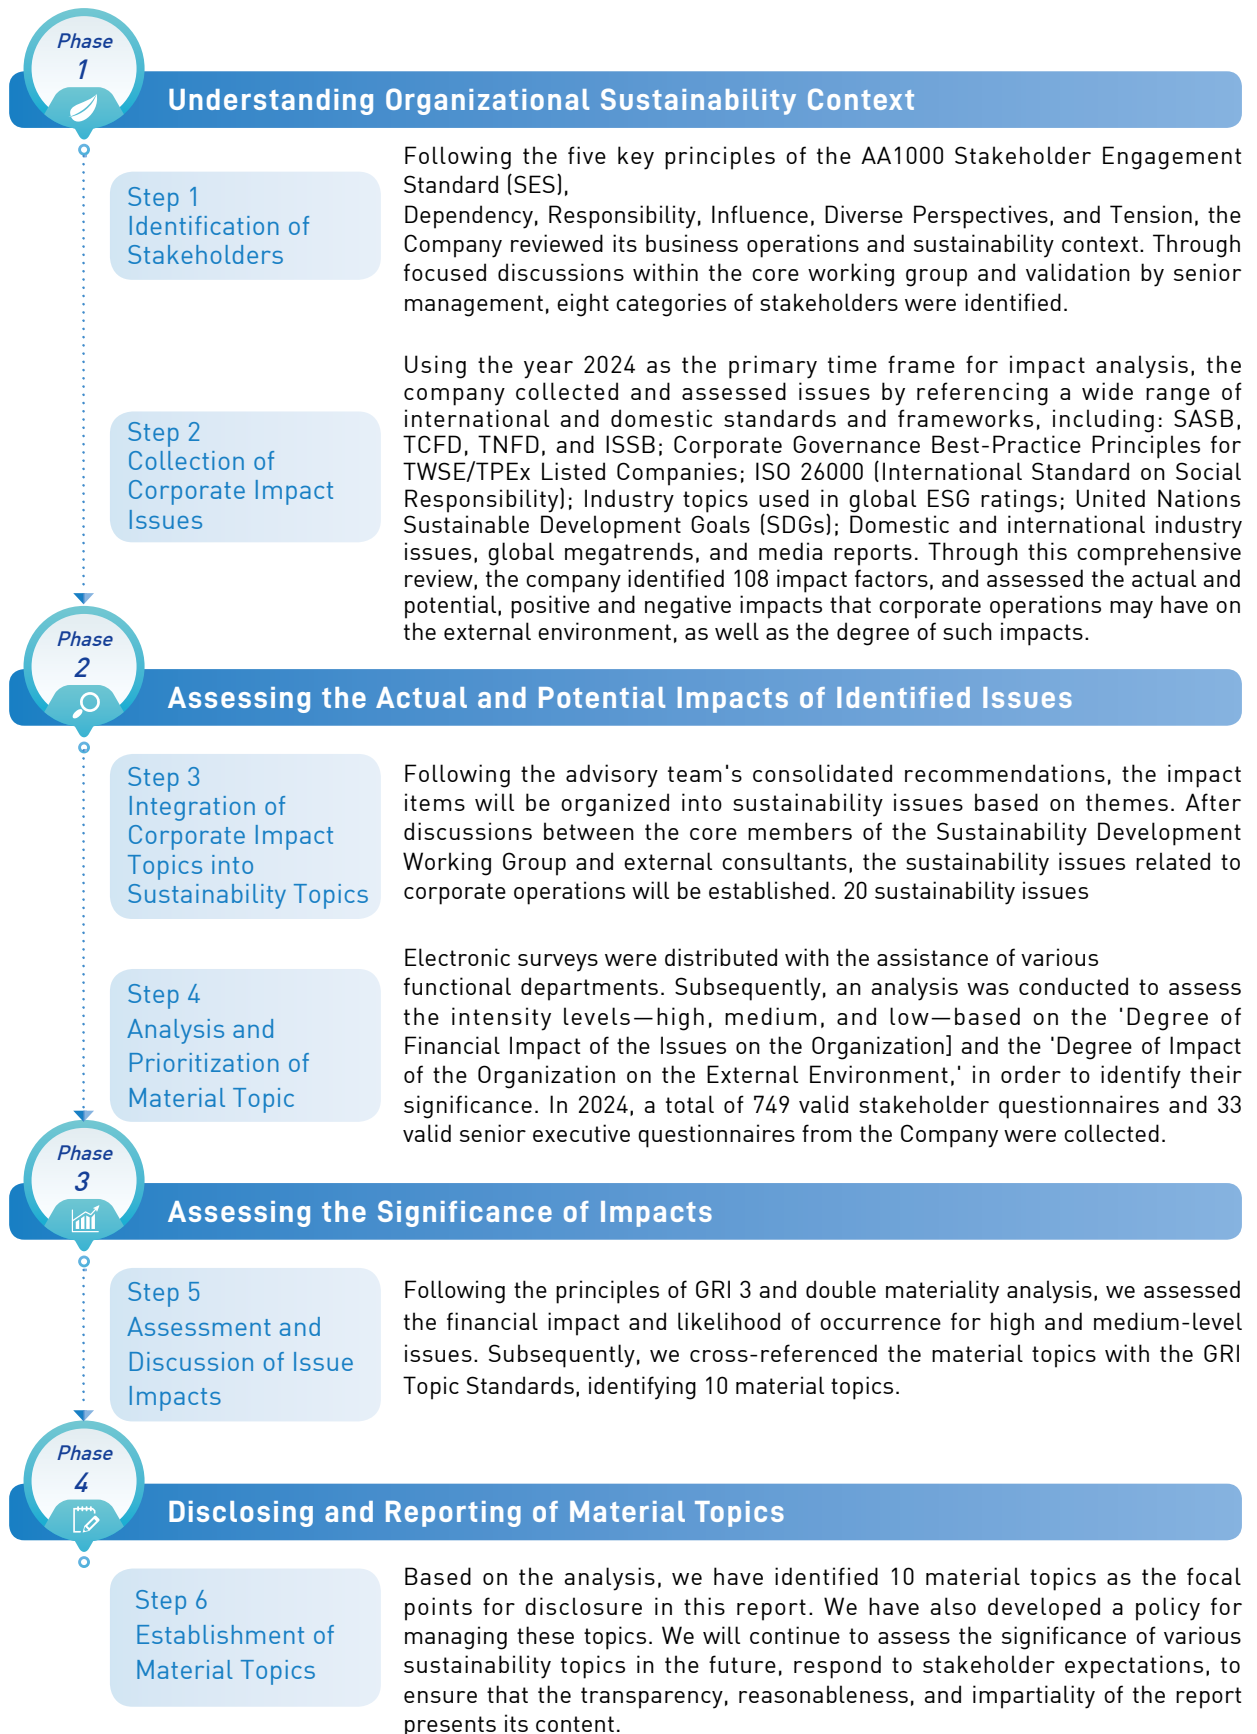 Phase
1
Understanding Organizational Sustainability Context
Step 1
Identification of
Stakeholders
Following the five key principles of the AA1000 Stakeholder Engagement
Standard (SES),
Dependency, Responsibility, Influence, Diverse Perspectives, and Tension, the
Company reviewed its business operations and sustainability context. Through
focused discussions within the core working group and validation by senior
management, eight categories of stakeholders were identified.
Step 2
Collection of
Corporate Impact
Issues
Using the year 2024 as the primary time frame for impact analysis, the
company collected and assessed issues by referencing a wide range of
international and domestic standards and frameworks, including: SASB,
TCFD, TNFD, and ISSB; Corporate Governance Best-Practice Principles for
TWSE/TPEx Listed Companies; ISO 26000 (International Standard on Social
Responsibility); Industry topics used in global ESG ratings; United Nations
Sustainable Development Goals (SDGs); Domestic and international industry
issues, global megatrends, and media reports. Through this comprehensive
review, the company identified 108 impact factors, and assessed the actual and
potential, positive and negative impacts that corporate operations may have on
the external environment, as well as the degree of such impacts.
Phase
2
Assessing the Actual and Potential Impacts of Identified Issues
Step 3
Integration of
Corporate Impact
Topics into
Sustainability Topics
Following the advisory team's consolidated recommendations, the impact
items will be organized into sustainability issues based on themes. After
discussions between the core members of the Sustainability Development
Working Group and external consultants, the sustainability issues related to
corporate operations will be established. 20 sustainability issues
Step 4
Analysis and
Prioritization of
Material Topic
Electronic surveys were distributed with the assistance of various
functional departments. Subsequently, an analysis was conducted to assess
the intensity levels—high, medium, and low—based on the 'Degree of
Financial Impact of the Issues on the Organization] and the 'Degree of Impact
of the Organization on the External Environment,' in order to identify their
significance. In 2024, a total of 749 valid stakeholder questionnaires and 33
valid senior executive questionnaires from the Company were collected.
Phase
3
Assessing the Significance of Impacts
Step 5
Assessment and
Discussion of Issue
Impacts
Following the principles of GRI 3 and double materiality analysis, we assessed
the financial impact and likelihood of occurrence for high and medium-level
issues. Subsequently, we cross-referenced the material topics with the GRI
Topic Standards, identifying 10 material topics.
Phase
4
Disclosing and Reporting of Material Topics
Step 6
Establishment of
Material Topics
Based on the analysis, we have identified 10 material topics as the focal
points for disclosure in this report. We have also developed a policy for
managing these topics. We will continue to assess the significance of various
sustainability topics in the future, respond to stakeholder expectations, to
ensure that the transparency, reasonableness, and impartiality of the report
presents its content.